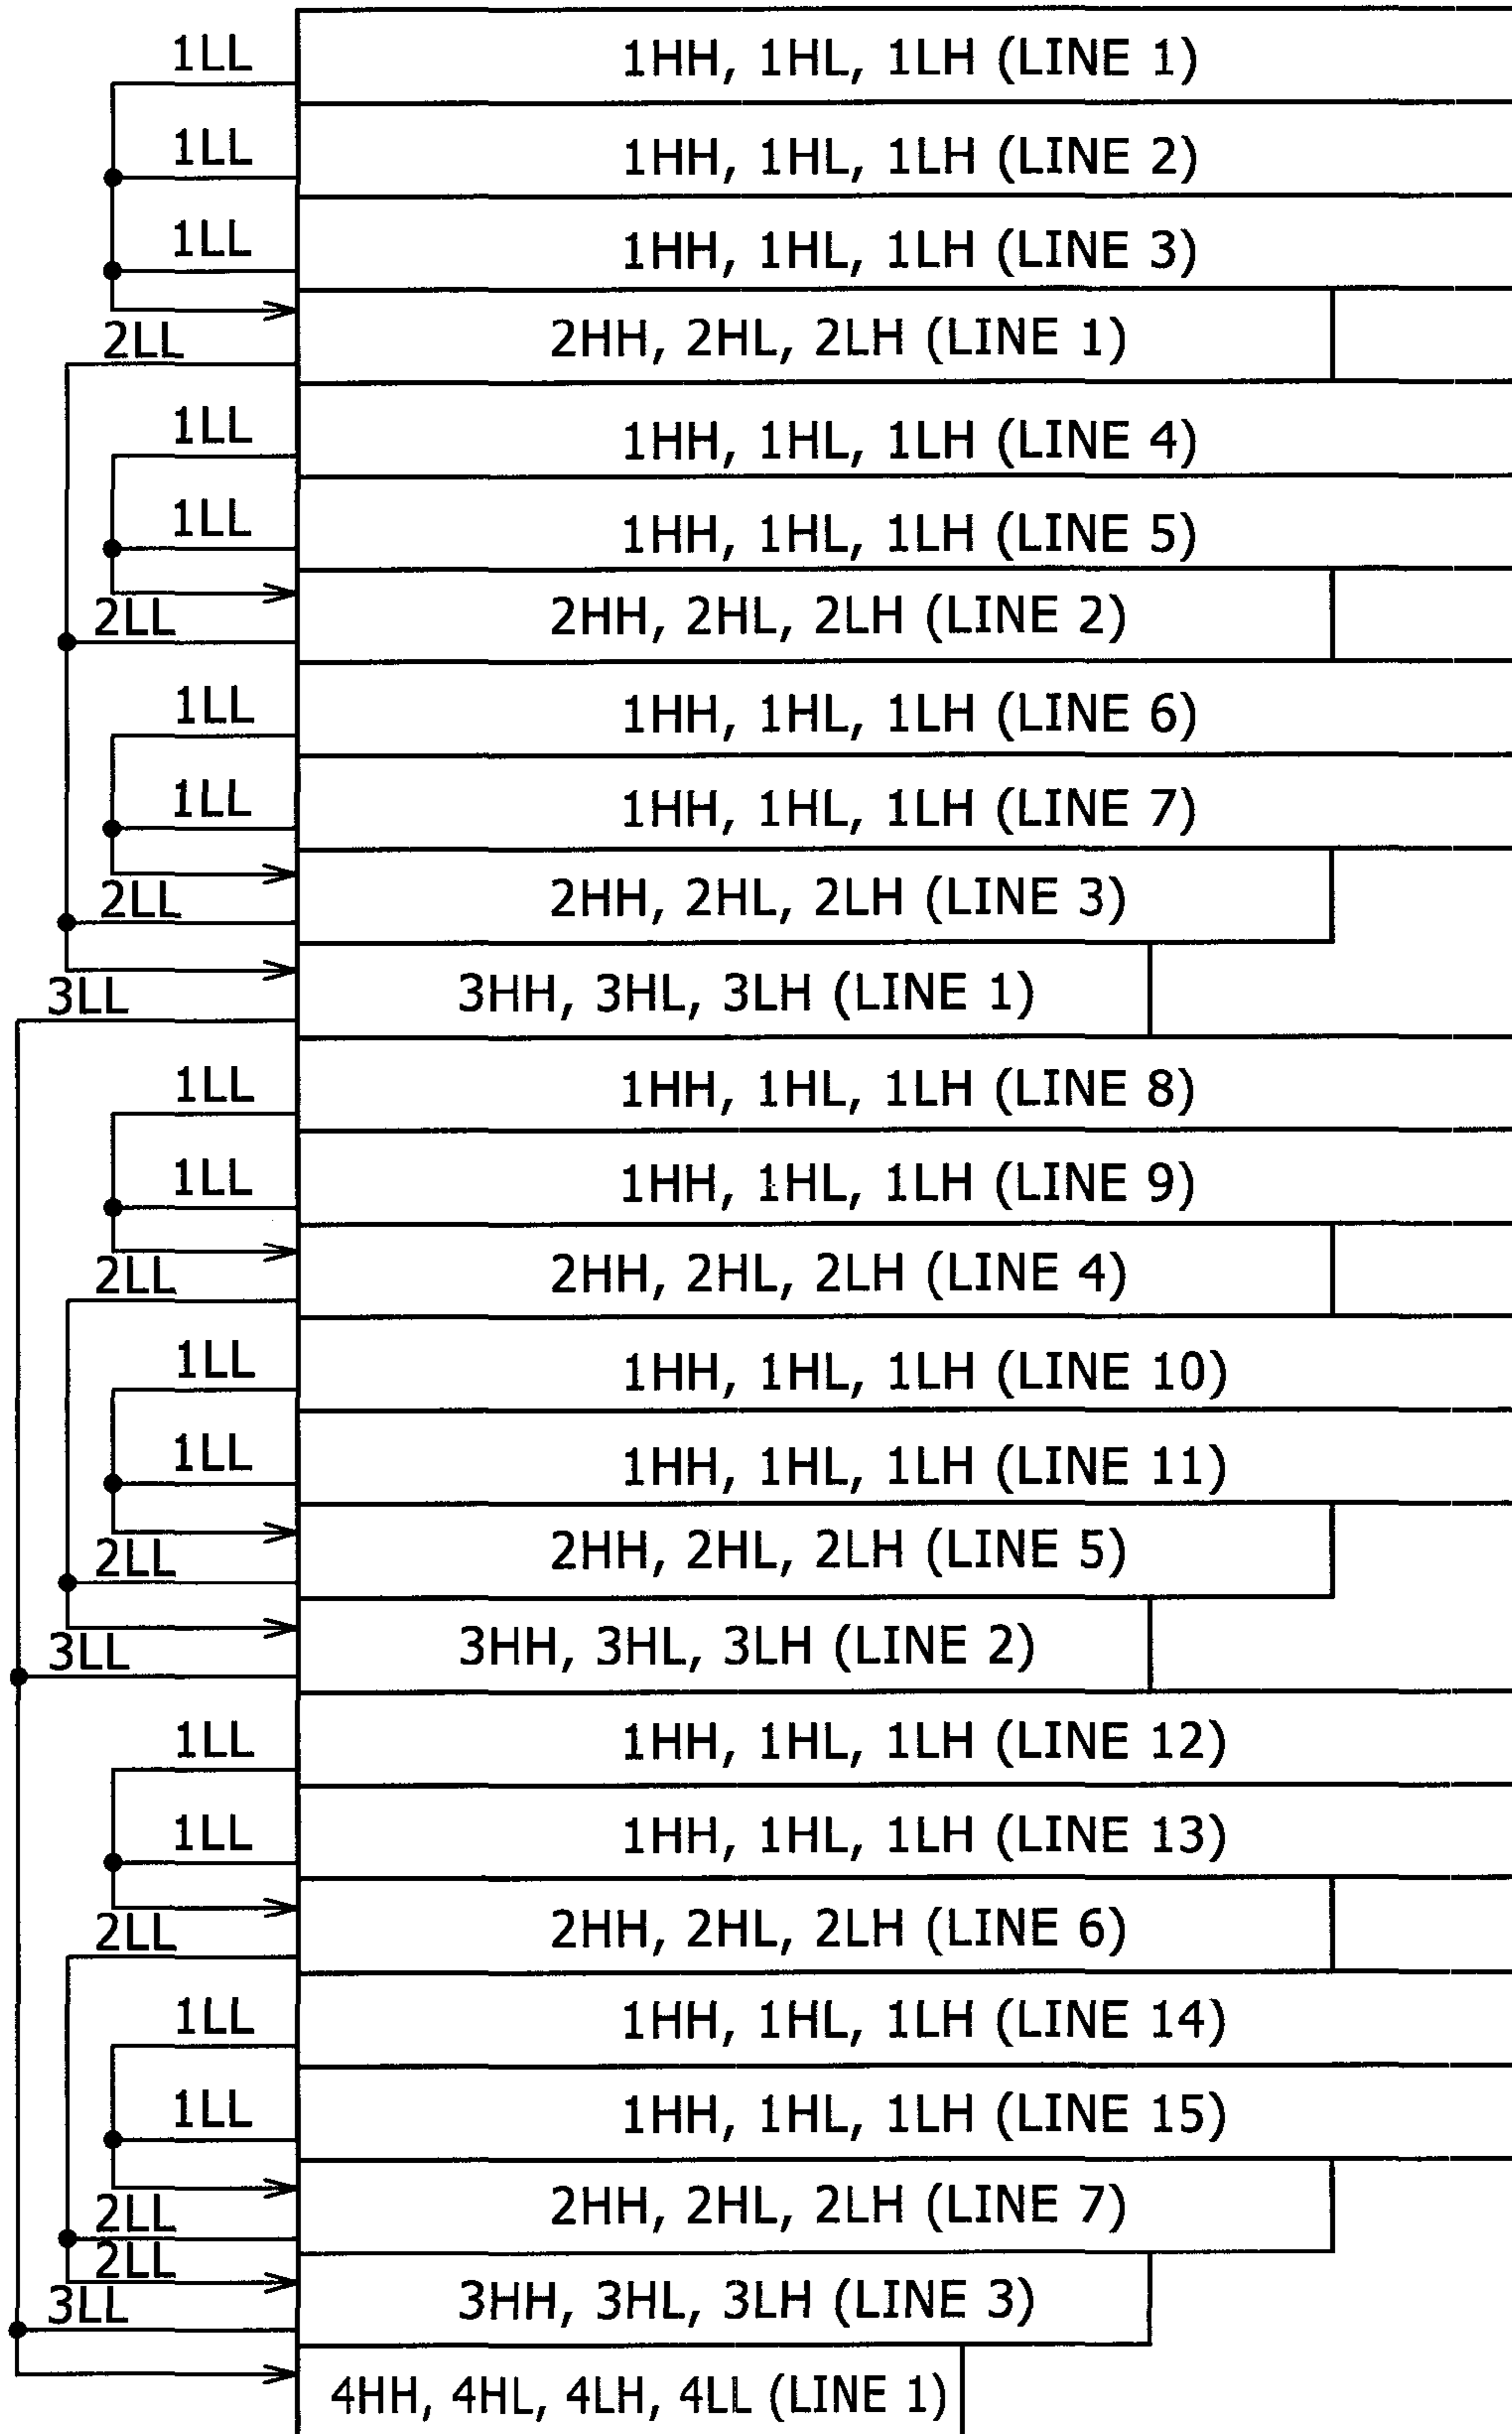 1LL
1HH, 1HL, 1LH (LINE 1)
1LL
1HH, 1HL, 1LH (LINE 2)
1LL
1HH, 1HL, 1LH (LINE 3)
2HH, 2HL, 2LH (LINE 1)
2LL
1LL
1HH, 1HL, 1LH (LINE 4)
1LL
1HH, 1HL, 1LH (LINE 5)
2HH, 2HL, 2LH (LINE 2)
2LL
1LL
1HH, 1HL, 1LH (LINE 6)
1LL
1HH, 1HL, 1LH (LINE 7)
2HH, 2HL, 2LH (LINE 3)
2LL
3HH, 3HL, 3LH (LINE 1)
3LL
1LL
1HH, 1HL, 1LH (LINE 8)
1LL
1HH, 1HL, 1LH (LINE 9)
2HH, 2HL, 2LH (LINE 4)
2LL
1LL
1HH, 1HL, 1LH (LINE 10)
1LL
1HH, 1HL, 1LH (LINE 11)
2HH, 2HL, 2LH (LINE 5)
2LL
3HH, 3HL, 3LH (LINE 2)
3LL
1LL
1HH, 1HL, 1LH (LINE 12)
1LL
1HH, 1HL, 1LH (LINE 13)
2HH, 2HL, 2LH (LINE 6)
2LL
1LL
1HH, 1HL, 1LH (LINE 14)
1LL
1HH, 1HL, 1LH (LINE 15)
2HH, 2HL, 2LH (LINE 7)
2LL
2LL
3HH, 3HL, 3LH (LINE 3)
3LL
4HH, 4HL, 4LH, 4LL (LINE 1)